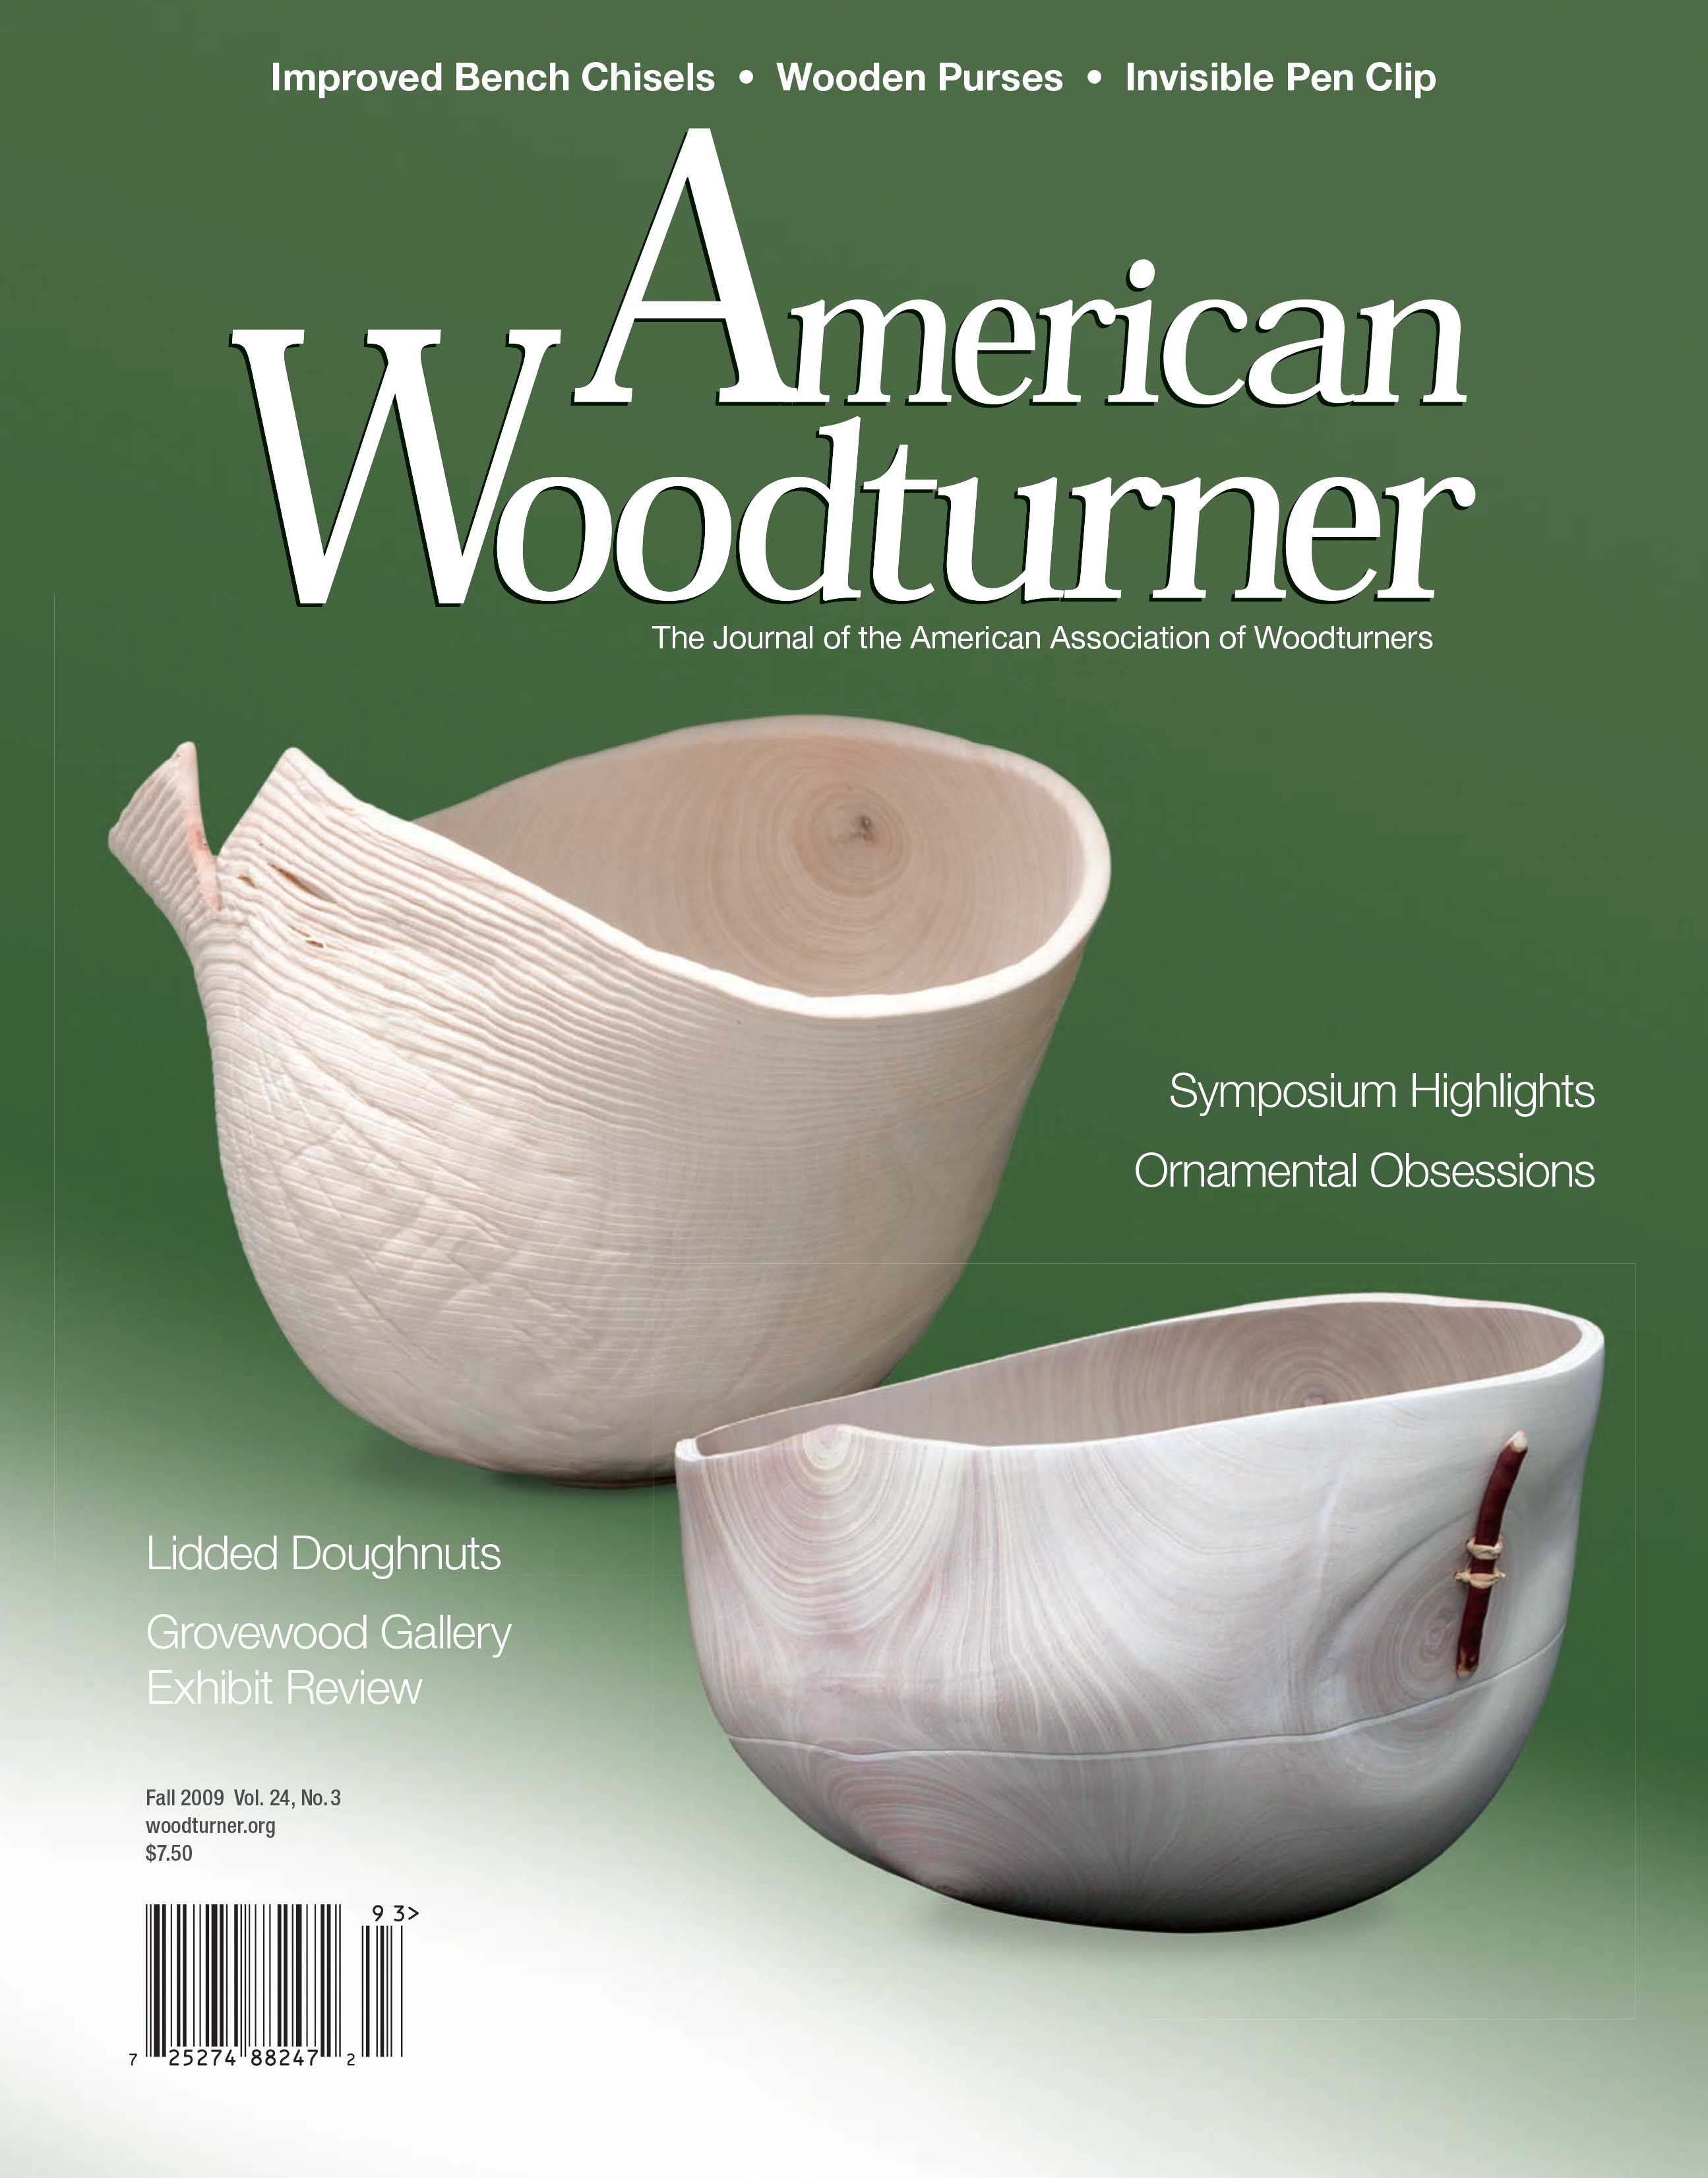 Improved Bench Chisels • Wooden Purses • Invisible Pen Clip
American
Woodturner
The Journal of the American Association of Woodturners
Symposium Highlights
Ornamental Obsessions
Lidded Doughnuts
Grovewood Gallery
Exhibit Review
Fall 2009 Vol. 24, No.3
woodturner.org
$7.50
9 3>
7 25274 88247 2